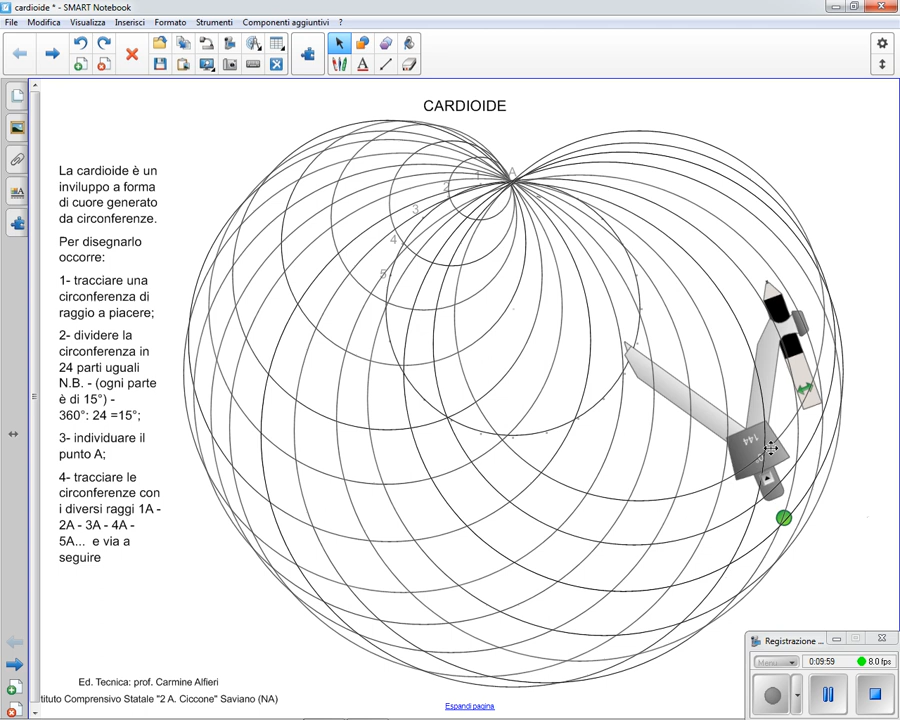 cardioide * - SMART Notebook
File Modifica Visualizza Inserisci Formato Strumenti Componenti aggiuntivi ?
CARDIOIDE
La cardioide è un
inviluppo a forma
di cuore generato
da circonferenze.
Per disegnarlo
occorre:
1- tracciare una
circonferenza di
raggio a piacere;
2- dividere la
circonferenza in
24 parti uguali
N.B. - (ogni parte
è di 15°) -
360°: 24 =15°;
3- individuare il
punto A;
4- tracciare le
circonferenze con
i diversi raggi 1A -
2A - 3A - 4A -
5A... e via a
seguire
A
1
2
3
4
5
144
Ed. Tecnica: prof. Carmine Alfieri
tituto Comprensivo Statale "2 A. Ciccone" Saviano (NA)
Espandi pagina
Registrazione ...
Menu
0:09:59
8.0 fps